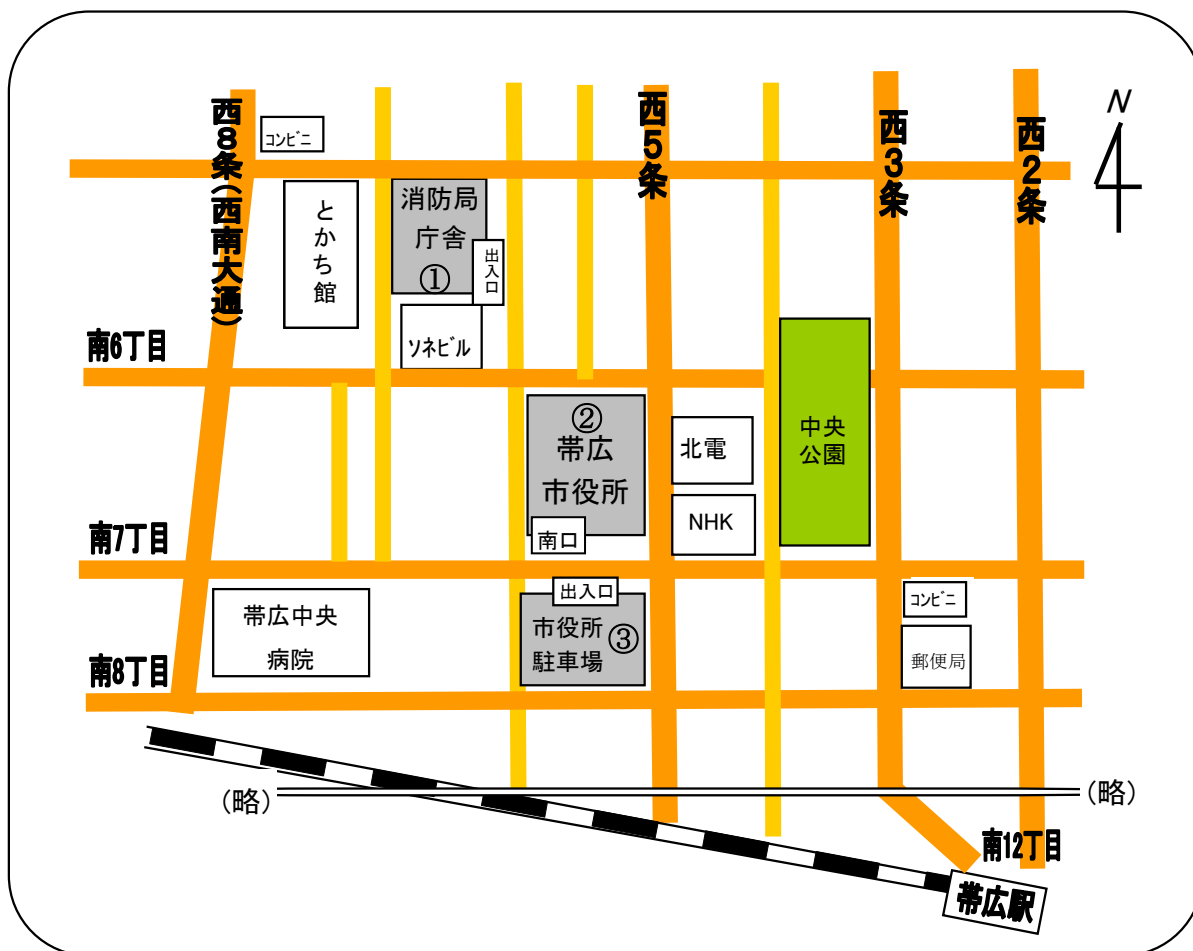 N
西8条(西南大通)
コンビニ
西5条
西3条
西2条
とかち館
消防局
庁舎
①
出入口
ソネビル
南6丁目
②
帯広
市役所
南口
北電
NHK
中央
公園
南7丁目
帯広中央
病院
出入口
市役所
駐車場
③
コンビニ
郵便局
南8丁目
(略)
(略)
南12丁目
帯広駅